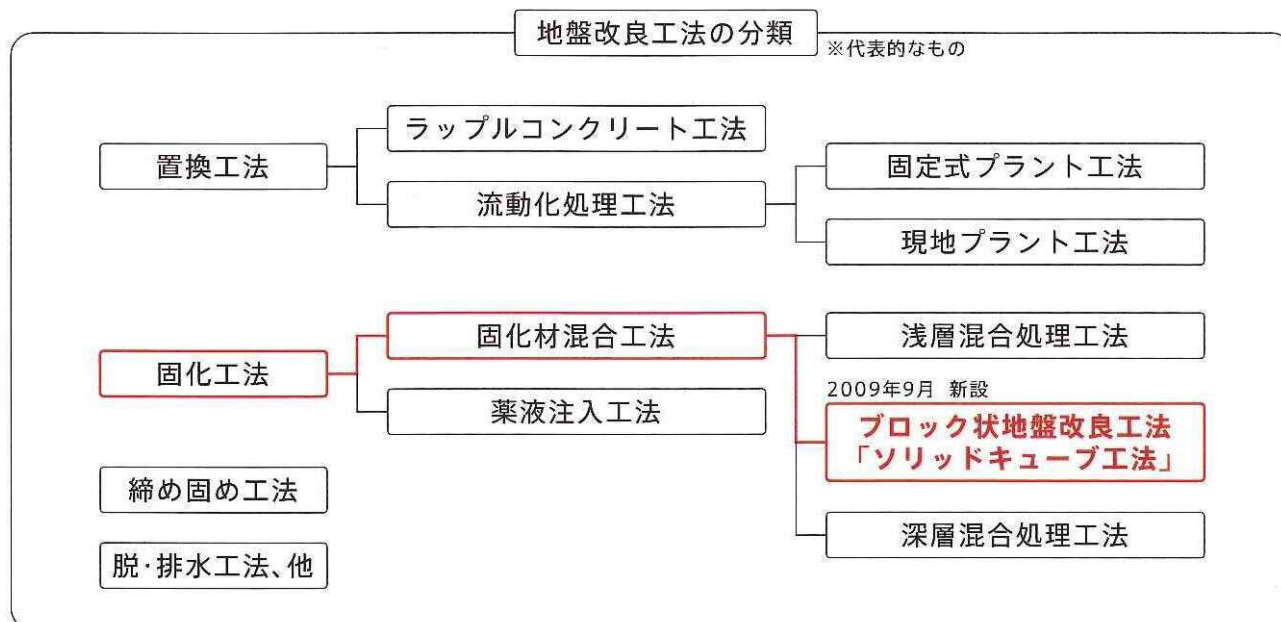 地盤改良工法の分類
※代表的なもの
置換工法
ラップルコンクリート工法
流動化処理工法
固定式プラント工法
現地プラント工法
固化工法
固化材混合工法
薬液注入工法
浅層混合処理工法
2009年9月 新設
ブロック状地盤改良工法
「ソリッドキューブ工法」
深層混合処理工法
締め固め工法
脱・排水工法、他